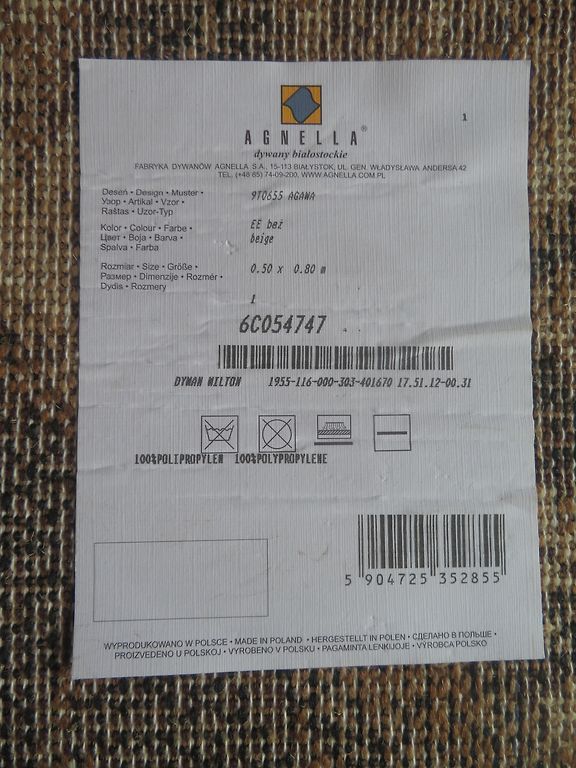 1
AGNELLA®
dywany białostockie
FABRYKA DYWANÓW AGNELLA S.A., 15-113 BIAŁYSTOK, UL. GEN. WŁADYSŁAWA ANDERSA 42
TEL. (+48 85) 74-09-200, WWW.AGNELLA.COM.PL
Deseń • Design • Muster • 9T0655 AGAWA
Узор • Artikal • Vzor •
Raštas • Uzor-Typ
Kolor • Colour • Farbe • EE beż
Цвет • Boja • Barva • beige
Spalva • Farba
Rozmiar • Size • Größe • 0.50 x 0.80 m
Размер • Dimenzije • Rozmér •
Dydis • Rozmery
1
6C054747
DYWAN WILTON 1955-116-000-303-401670 17.51.12-00.31
100%POLIPROPYLEN 100%POLYPROPYLENE
5 904725 352855
WYPRODUKOWANO W POLSCE • MADE IN POLAND • HERGESTELLT IN POLEN • СДЕЛАНО В ПОЛЬШЕ •
PROIZVEDENO U POLJSKOJ • VYROBENO V POLSKU • PAGAMINTA LENKIJOJE • VÝROBCA POLSKO